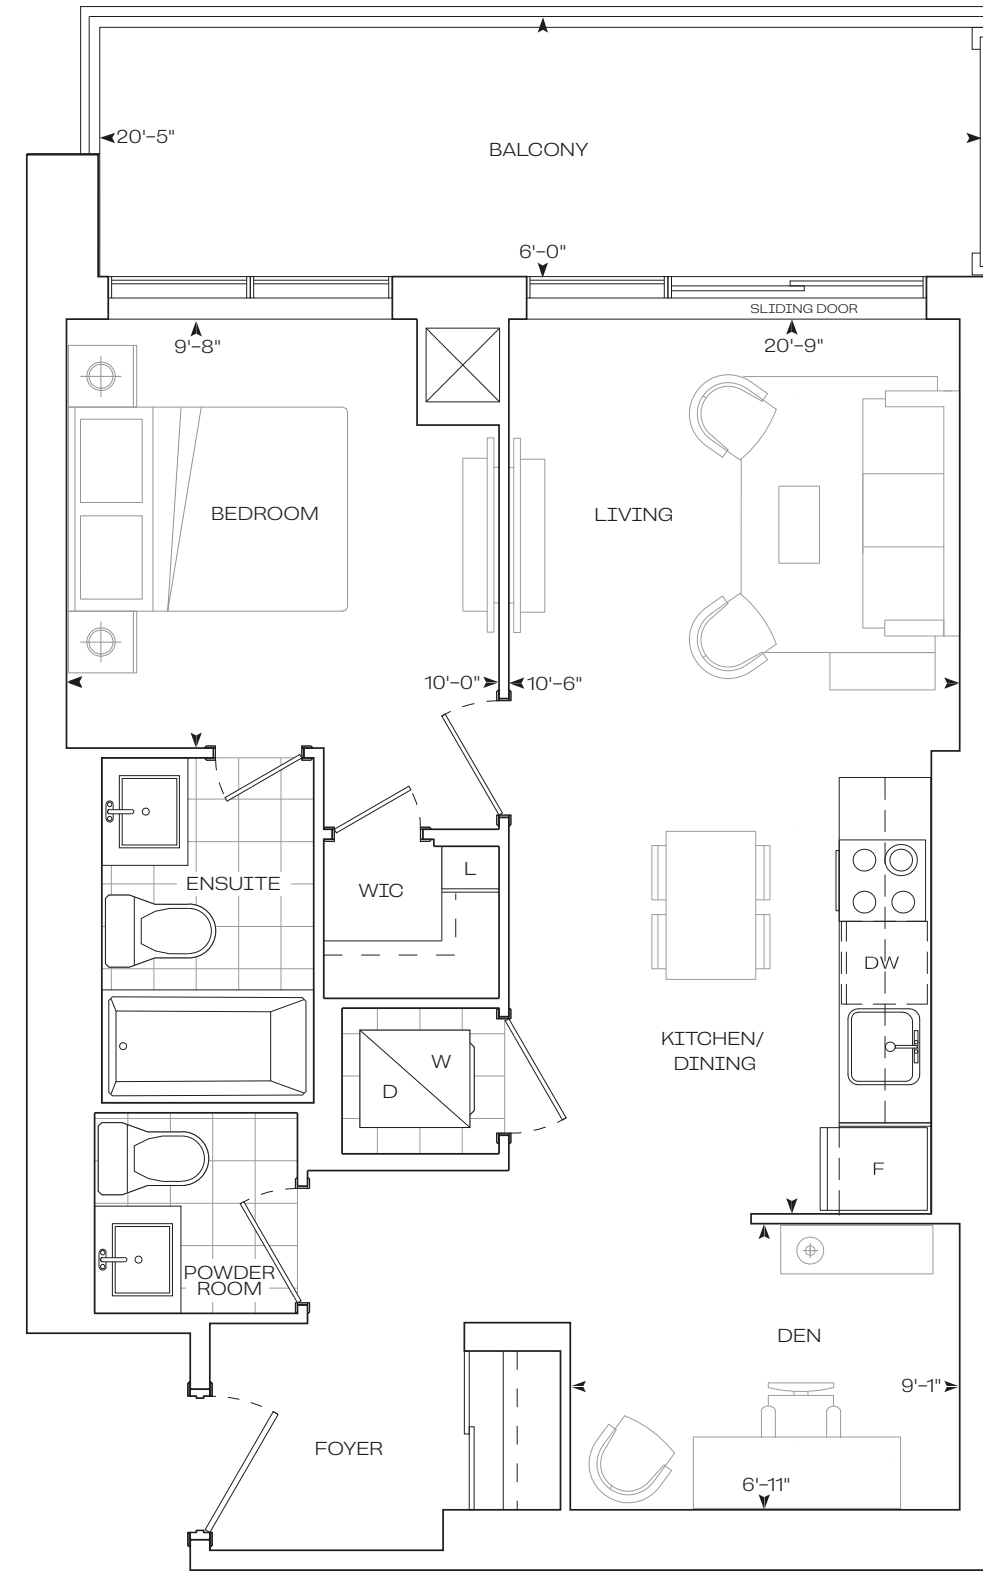 20'-5"
BALCONY
6'-0"
SLIDING DOOR
9'-8"
20'-9"
BEDROOM
LIVING
10'-0"
10'-6"
ENSUITE
WIC
L
DW
KITCHEN/
DINING
W
D
F
POWDER
ROOM
DEN
9'-1"
FOYER
6'-11"